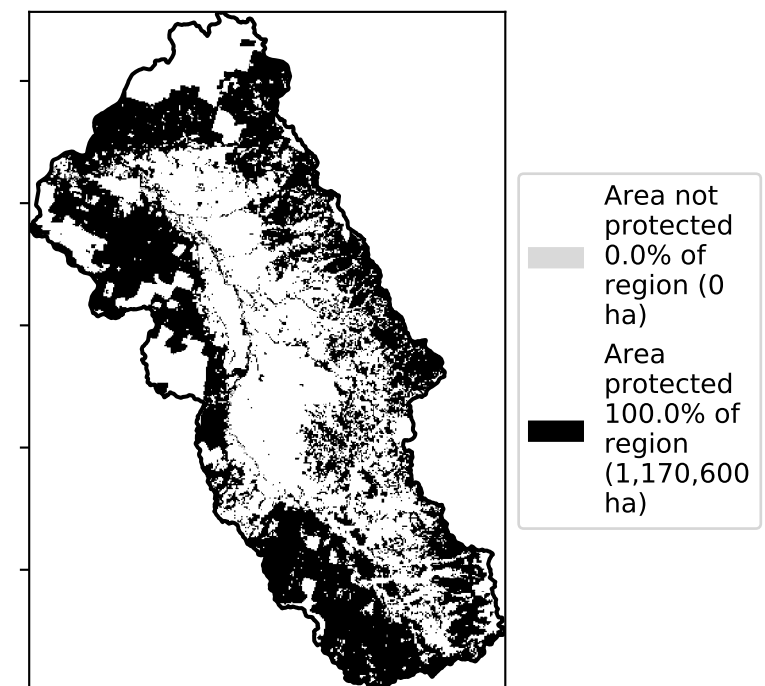 Area not
protected
0.0% of
region (0
ha)
Area
protected
100.0% of
region
(1,170,600
ha)